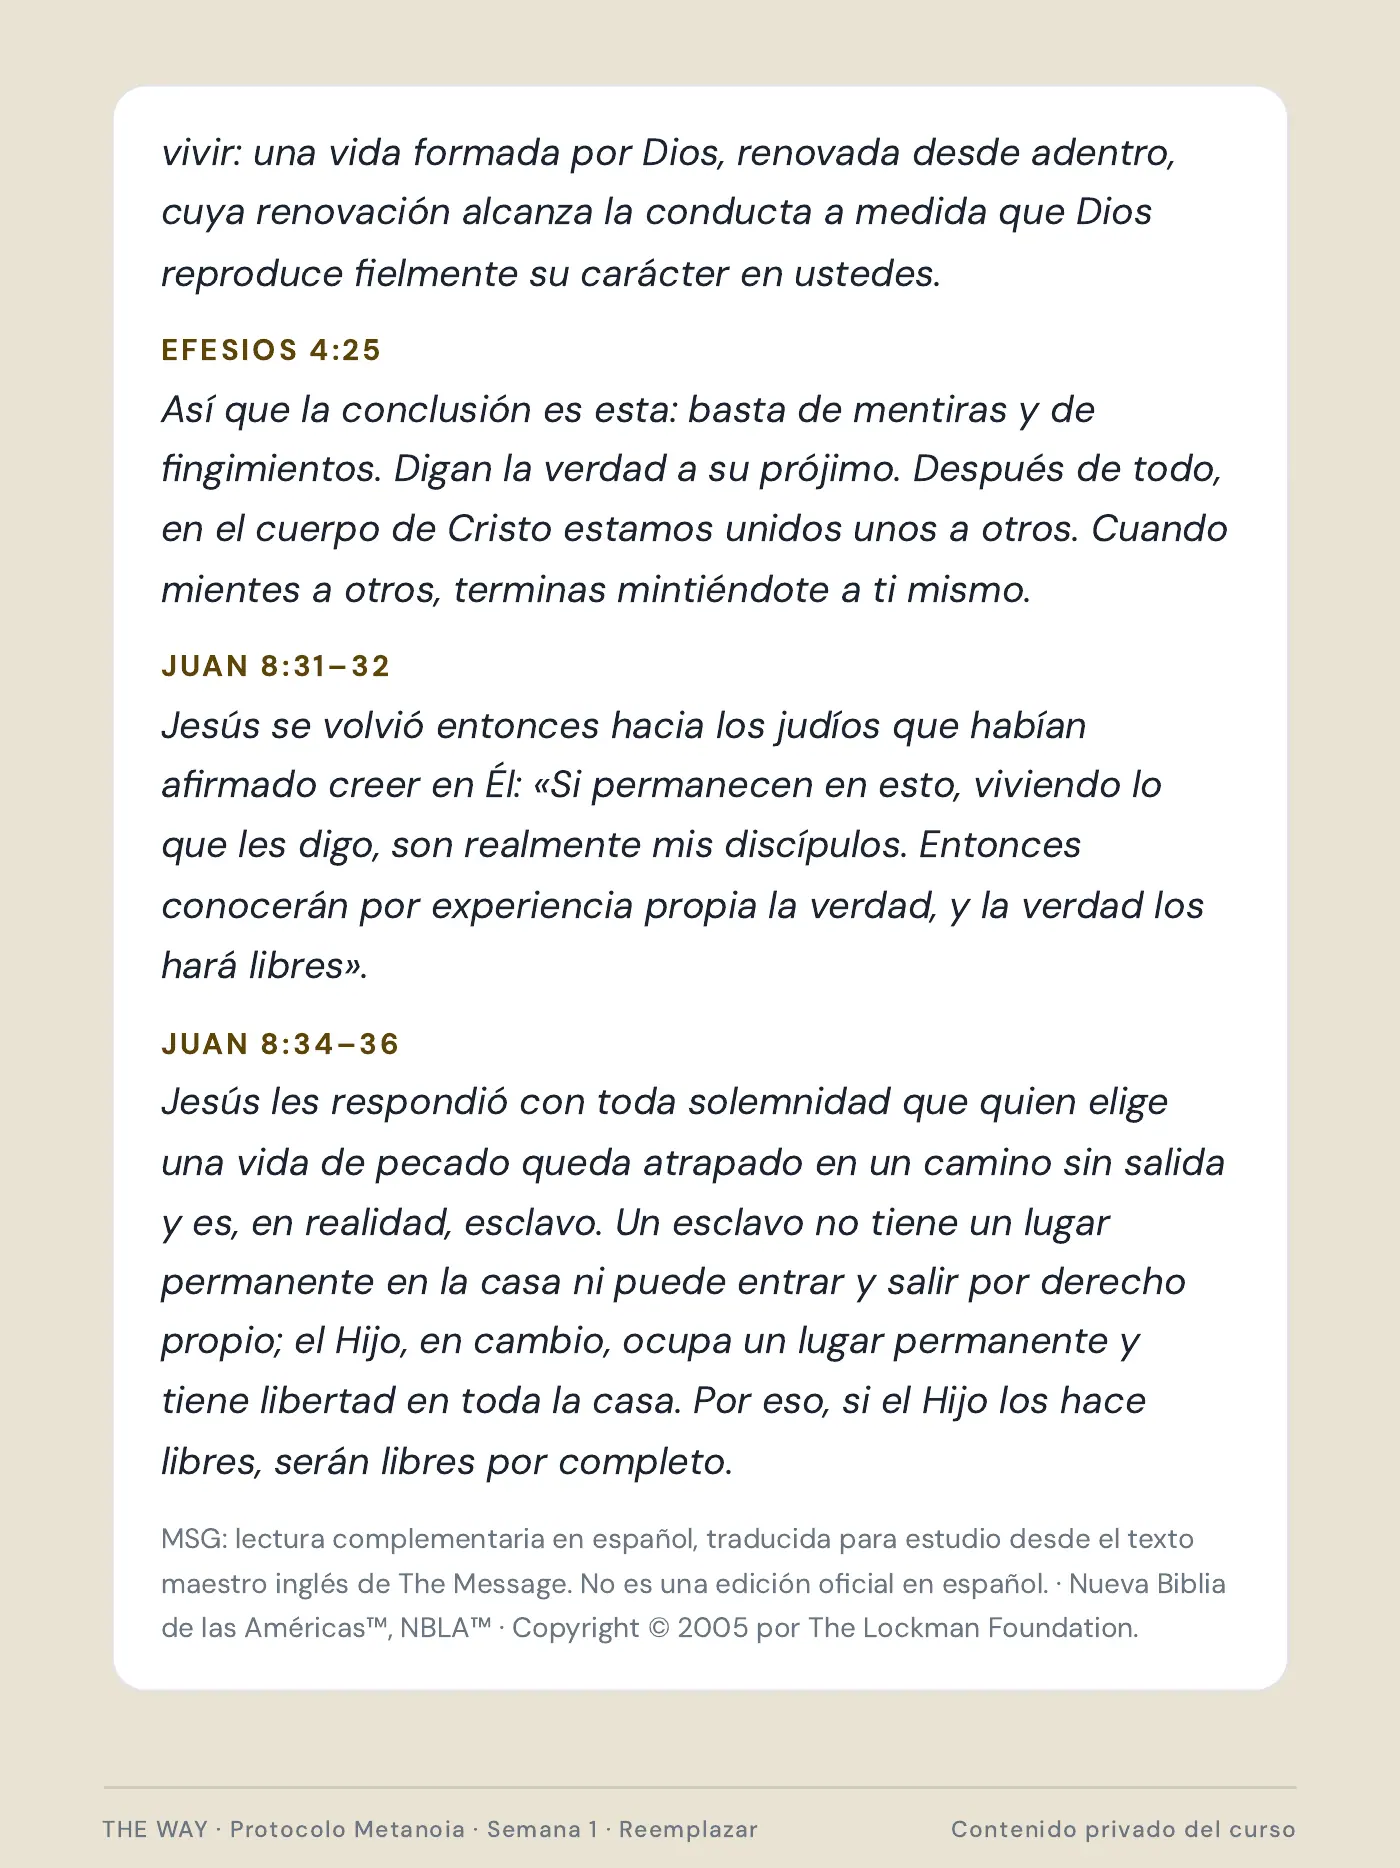 vivir: una vida formada por Dios, renovada desde adentro,
cuya renovación alcanza la conducta a medida que Dios
reproduce fielmente su carácter en ustedes.
EFESIOS 4:25
Así que la conclusión es esta: basta de mentiras y de
fingimientos. Digan la verdad a su prójimo. Después de todo,
en el cuerpo de Cristo estamos unidos unos a otros. Cuando
mientes a otros, terminas mintiéndote a ti mismo.
JUAN 8:31–32
Jesús se volvió entonces hacia los judíos que habían
afirmado creer en Él: «Si permanecen en esto, viviendo lo
que les digo, son realmente mis discípulos. Entonces
conocerán por experiencia propia la verdad, y la verdad los
hará libres».
JUAN 8:34–36
Jesús les respondió con toda solemnidad que quien elige
una vida de pecado queda atrapado en un camino sin salida
y es, en realidad, esclavo. Un esclavo no tiene un lugar
permanente en la casa ni puede entrar y salir por derecho
propio; el Hijo, en cambio, ocupa un lugar permanente y
tiene libertad en toda la casa. Por eso, si el Hijo los hace
libres, serán libres por completo.
MSG: lectura complementaria en español, traducida para estudio desde el texto
maestro inglés de The Message. No es una edición oficial en español. · Nueva Biblia
de las Américas™, NBLA™ · Copyright © 2005 por The Lockman Foundation.
THE WAY · Protocolo Metanoia · Semana 1 · Reemplazar
Contenido privado del curso